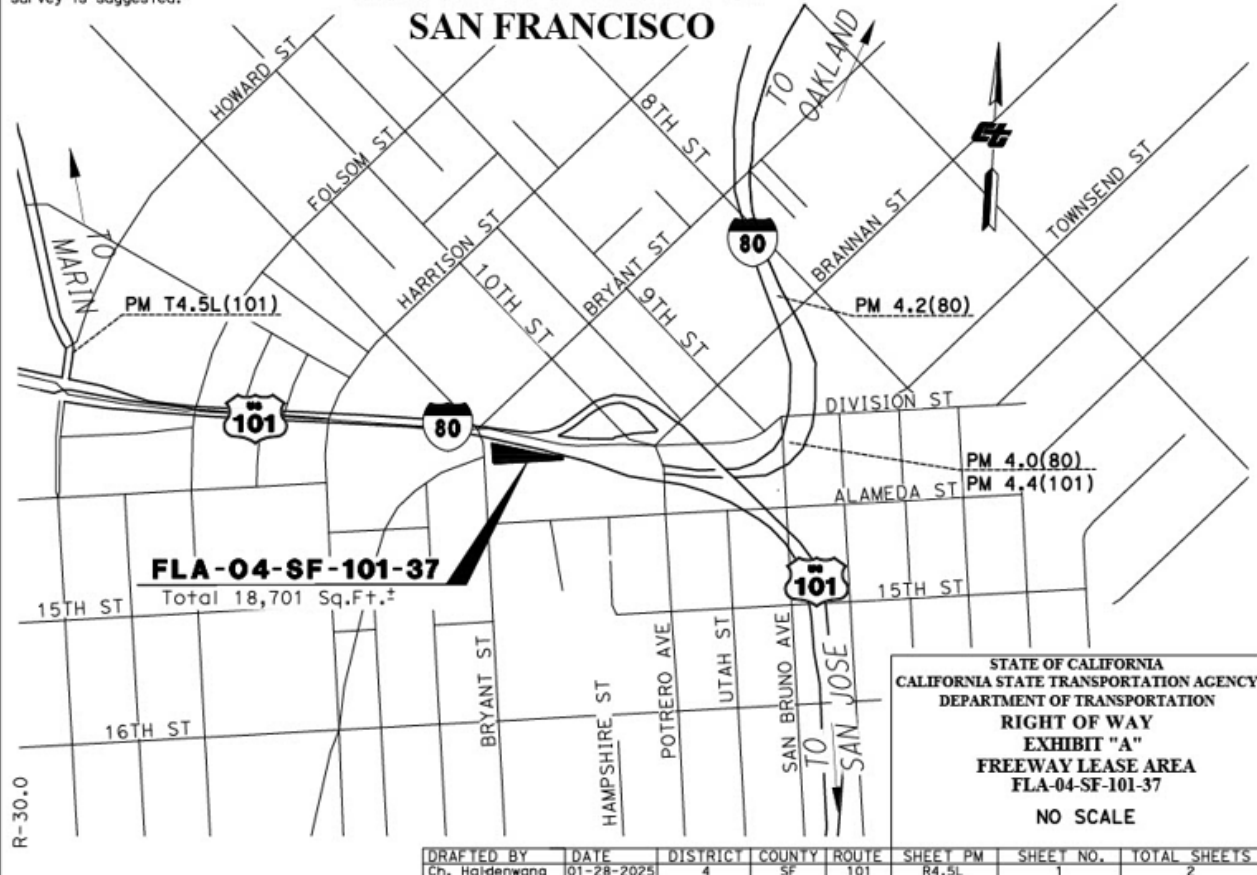 survey is suggested.
SAN FRANCISCO
HOWARD ST
FOLSOM ST
HARRISON ST
10TH ST
BRYANT ST
9TH ST
8TH ST
TO
OAKLAND
BRANNAN ST
TOWNSEND ST
80
TO
MARIN
PM T4.5L(101)
PM 4.2(80)
US
101
80
DIVISION ST
PM 4.0(80)
PM 4.4(101)
ALAMEDA ST
FLA-04-SF-101-37
Total 18,701 Sq.Ft.±
US
101
15TH ST
15TH ST
16TH ST
BRYANT ST
HAMPSHIRE ST
POTRERO AVE
UTAH ST
SAN BRUNO AVE
TO
SAN JOSE
STATE OF CALIFORNIA
CALIFORNIA STATE TRANSPORTATION AGENCY
DEPARTMENT OF TRANSPORTATION
RIGHT OF WAY
EXHIBIT "A"
FREEWAY LEASE AREA
FLA-04-SF-101-37
NO SCALE
R-30.0
DRAFTED BY DATE DISTRICT COUNTY ROUTE SHEET PM SHEET NO. TOTAL SHEETS
Ch. Haldenwang 01-28-2025 4 SF 101 R4.5L 1 2